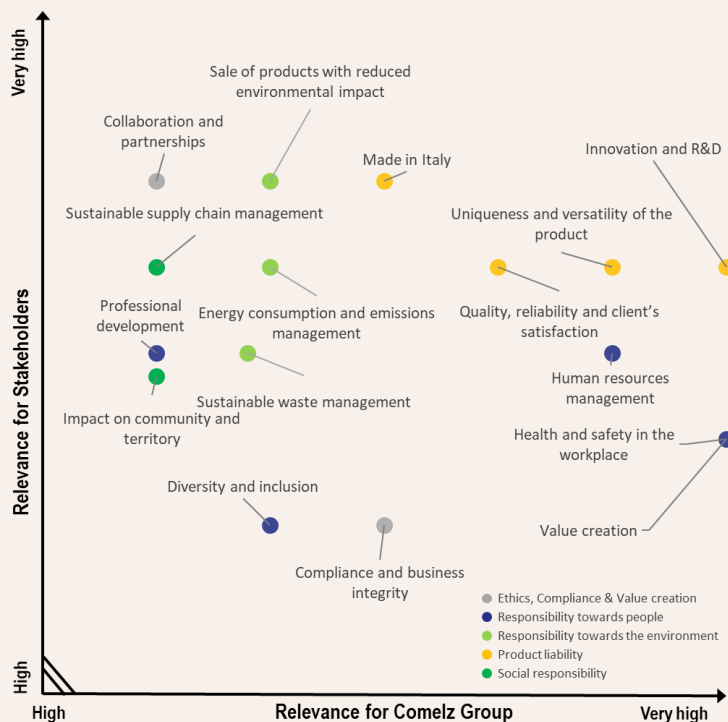 Very high
Sale of products with reduced
environmental impact
Collaboration and
partnerships
Made in Italy
Innovation and R&D
Sustainable supply chain management
Uniqueness and versatility of the
product
Professional
development
Energy consumption and emissions
management
Quality, reliability and client's
satisfaction
Relevance for Stakeholders
Sustainable waste management
Human resources
management
Impact on community and
territory
Health and safety in the
workplace
Diversity and inclusion
Value creation
Compliance and business
integrity
Ethics, Compliance & Value creation
Responsibility towards people
Responsibility towards the environment
Product liability
Social responsibility
High
High
Relevance for Comelz Group
Very high